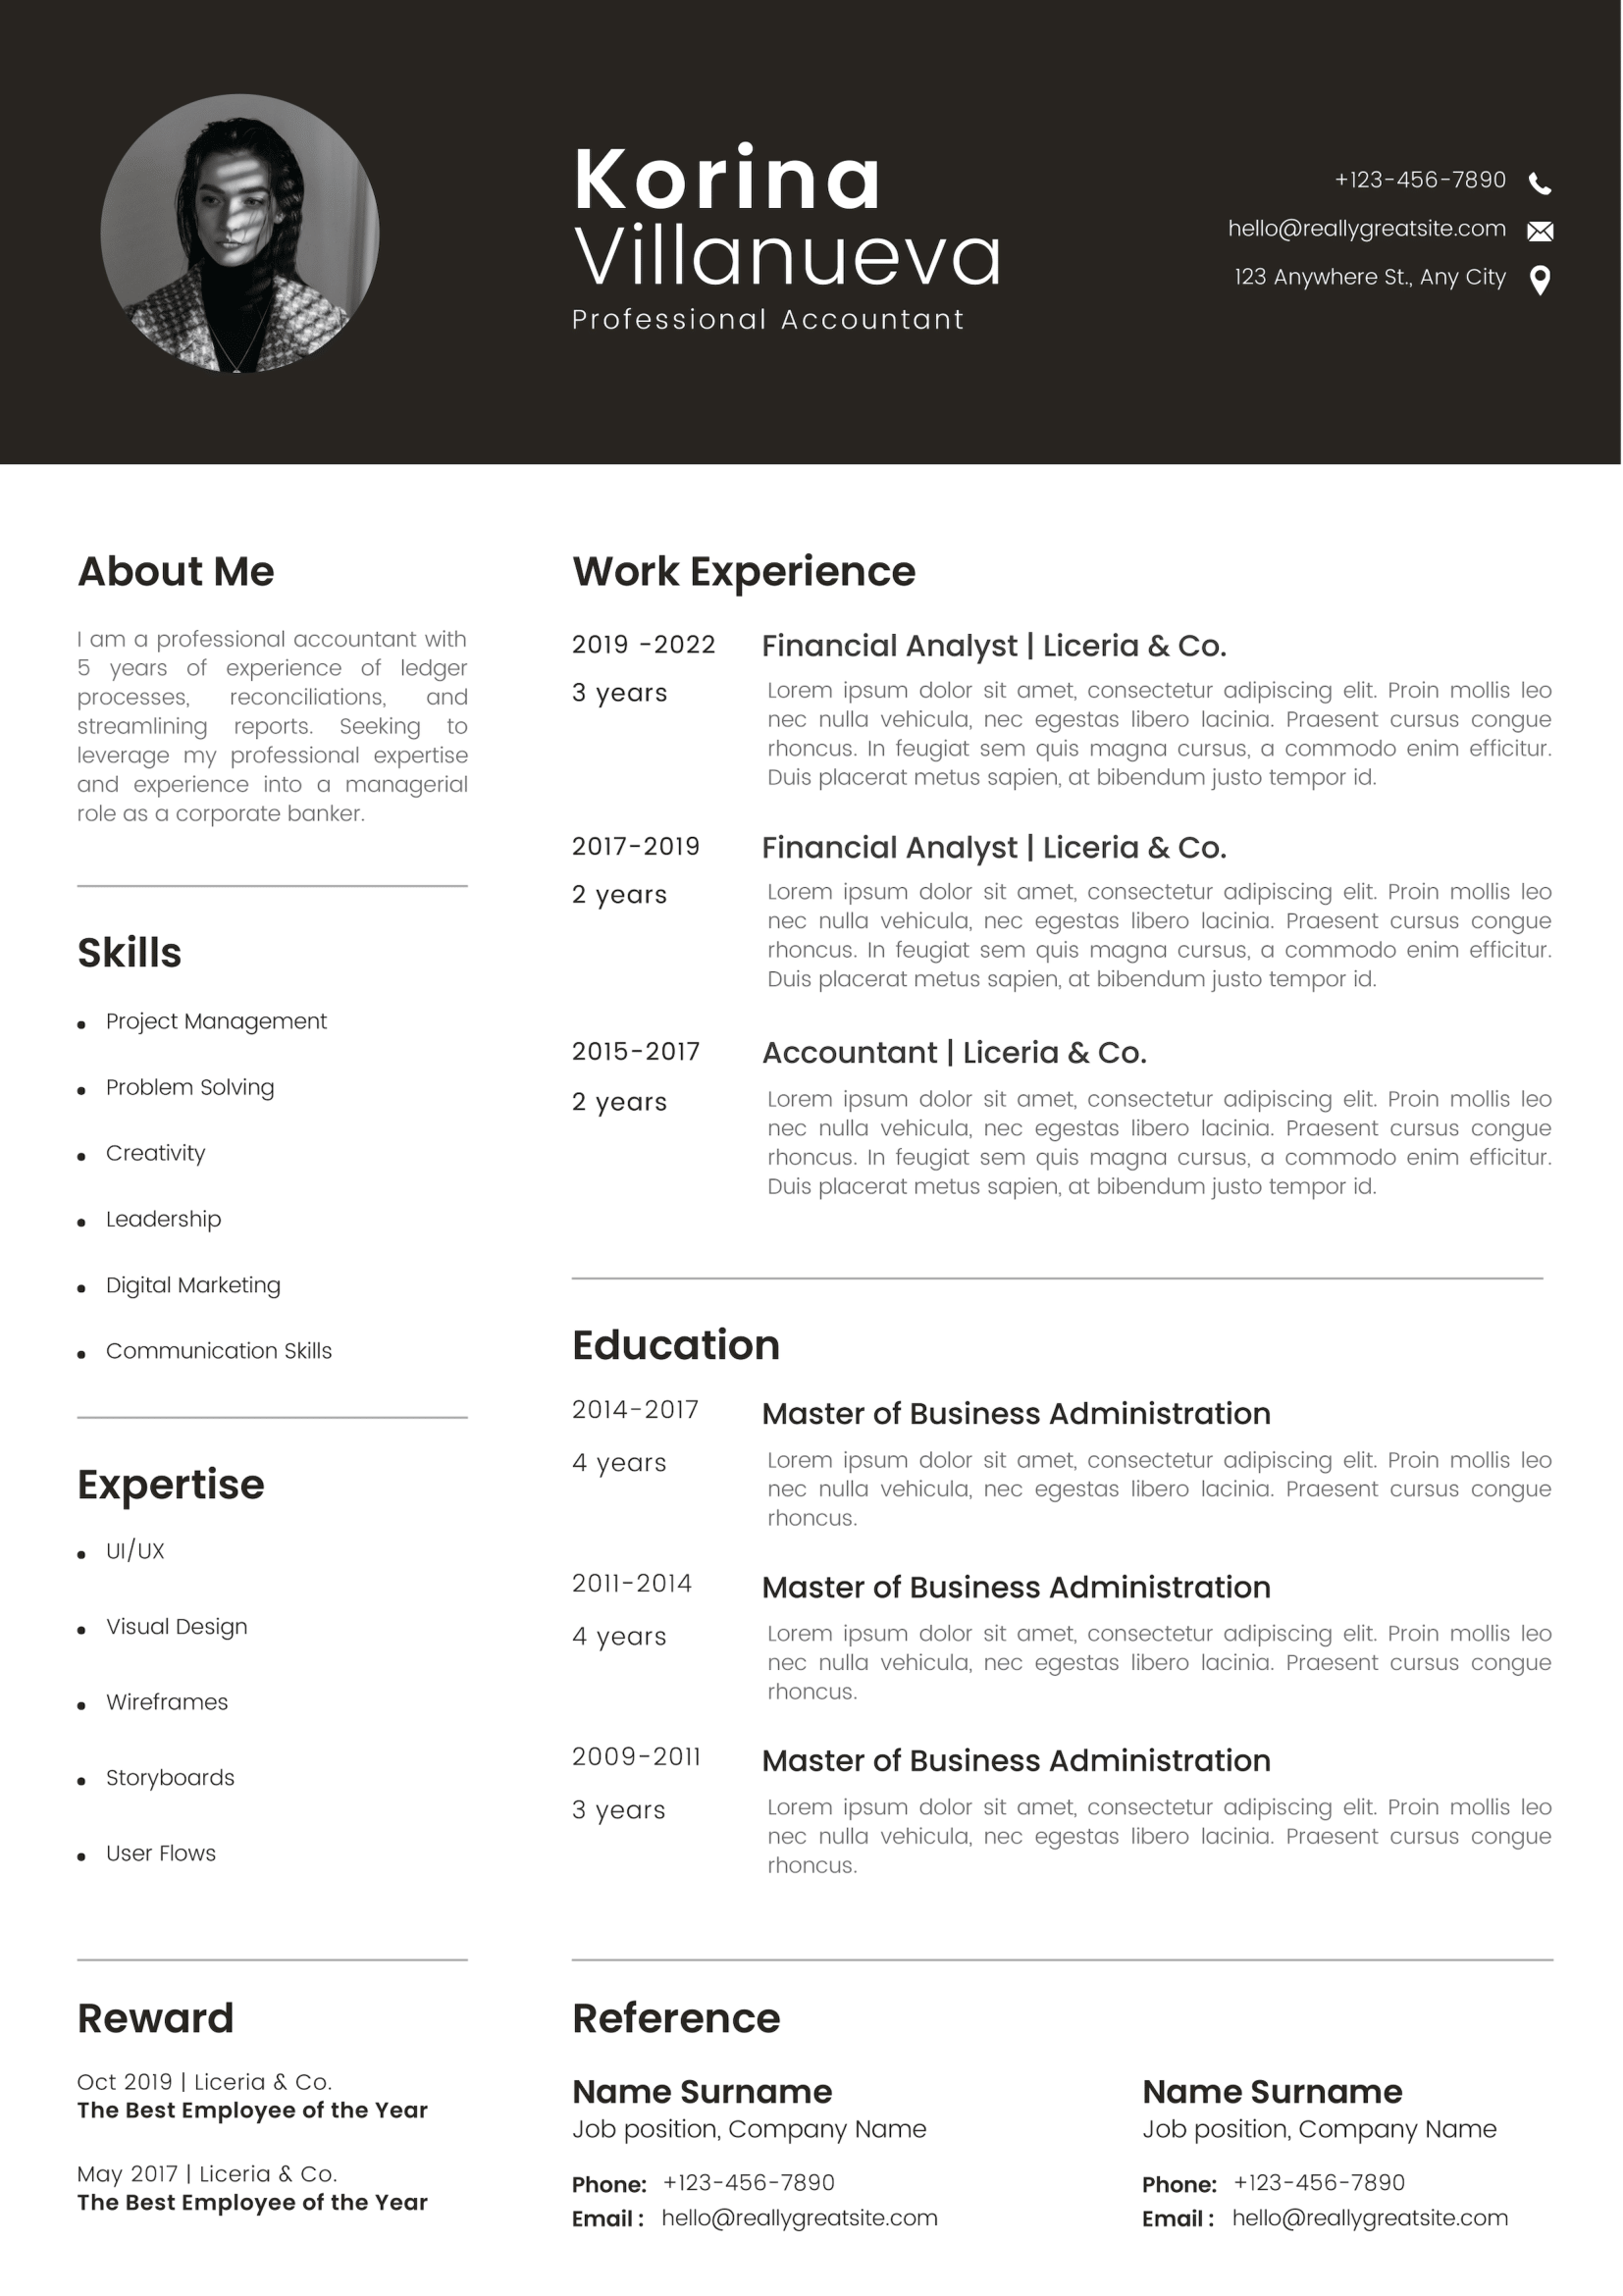 Korina
Villanueva
Professional Accountant
+123-456-7890
hello@reallygreatsite.com
123 Anywhere St., Any City
About Me
I am a professional accountant with
5 years of experience of ledger
processes, reconciliations, and
streamlining reports. Seeking to
leverage my professional expertise
and experience into a managerial
role as a corporate banker.
Skills
• Project Management
• Problem Solving
• Creativity
• Leadership
• Digital Marketing
• Communication Skills
Expertise
• UI/UX
• Visual Design
• Wireframes
• Storyboards
• User Flows
Reward
Oct 2019 | Liceria & Co.
The Best Employee of the Year
May 2017 | Liceria & Co.
The Best Employee of the Year
Work Experience
2019 -2022 Financial Analyst | Liceria & Co.
3 years
Lorem ipsum dolor sit amet, consectetur adipiscing elit. Proin mollis leo
nec nulla vehicula, nec egestas libero lacinia. Praesent cursus congue
rhoncus. In feugiat sem quis magna cursus, a commodo enim efficitur.
Duis placerat metus sapien, at bibendum justo tempor id.
2017-2019 Financial Analyst | Liceria & Co.
2 years
Lorem ipsum dolor sit amet, consectetur adipiscing elit. Proin mollis leo
nec nulla vehicula, nec egestas libero lacinia. Praesent cursus congue
rhoncus. In feugiat sem quis magna cursus, a commodo enim efficitur.
Duis placerat metus sapien, at bibendum justo tempor id.
2015-2017 Accountant | Liceria & Co.
2 years
Lorem ipsum dolor sit amet, consectetur adipiscing elit. Proin mollis leo
nec nulla vehicula, nec egestas libero lacinia. Praesent cursus congue
rhoncus. In feugiat sem quis magna cursus, a commodo enim efficitur.
Duis placerat metus sapien, at bibendum justo tempor id.
Education
2014-2017 Master of Business Administration
4 years
Lorem ipsum dolor sit amet, consectetur adipiscing elit. Proin mollis leo
nec nulla vehicula, nec egestas libero lacinia. Praesent cursus congue
rhoncus.
2011-2014 Master of Business Administration
4 years
Lorem ipsum dolor sit amet, consectetur adipiscing elit. Proin mollis leo
nec nulla vehicula, nec egestas libero lacinia. Praesent cursus congue
rhoncus.
2009-2011 Master of Business Administration
3 years
Lorem ipsum dolor sit amet, consectetur adipiscing elit. Proin mollis leo
nec nulla vehicula, nec egestas libero lacinia. Praesent cursus congue
rhoncus.
Reference
Name Surname
Job position, Company Name
Phone: +123-456-7890
Email : hello@reallygreatsite.com
Name Surname
Job position, Company Name
Phone: +123-456-7890
Email : hello@reallygreatsite.com